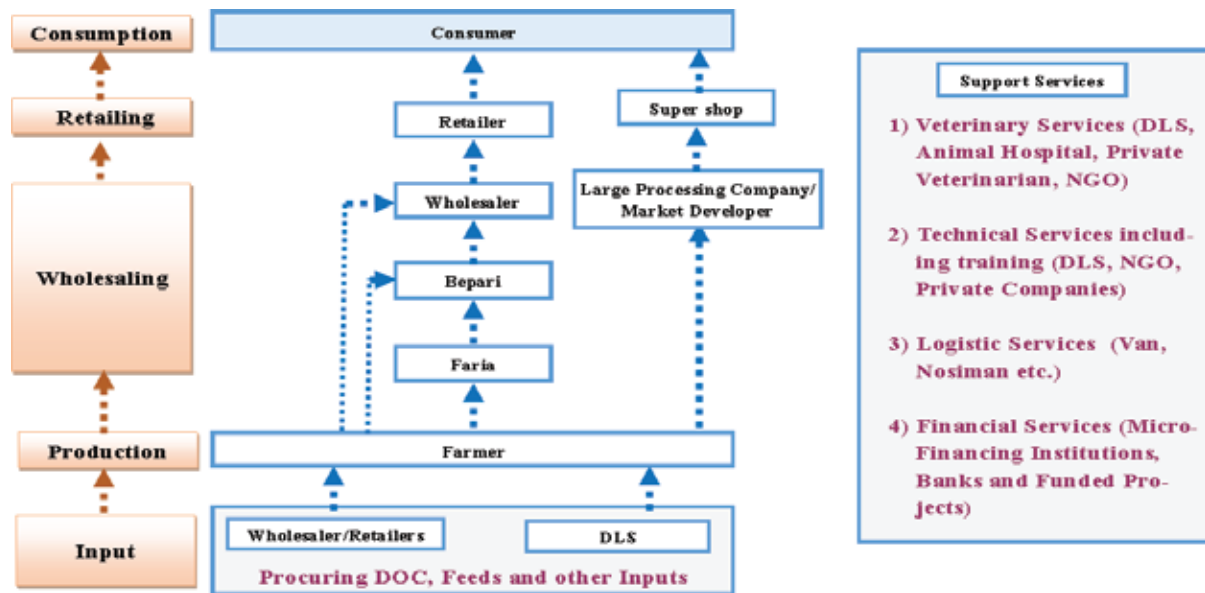 Consumption
Retailing
Wholesaling
Production
Input
Consumer
Retailer
Super shop
Wholesaler
Large Processing Company/
Market Developer
Bepari
Faria
Farmer
Wholesaler/Retailers
DLS
Procuring DOC, Feeds and other Inputs
Support Services
1) Veterinary Services (DLS,
Animal Hospital, Private
Veterinarian, NGO)
2) Technical Services includ-
ing training (DLS, NGO,
Private Companies)
3) Logistic Services (Van,
Nosiman etc.)
4) Financial Services (Micro-
Financing Institutions,
Banks and Funded Pro-
jects)